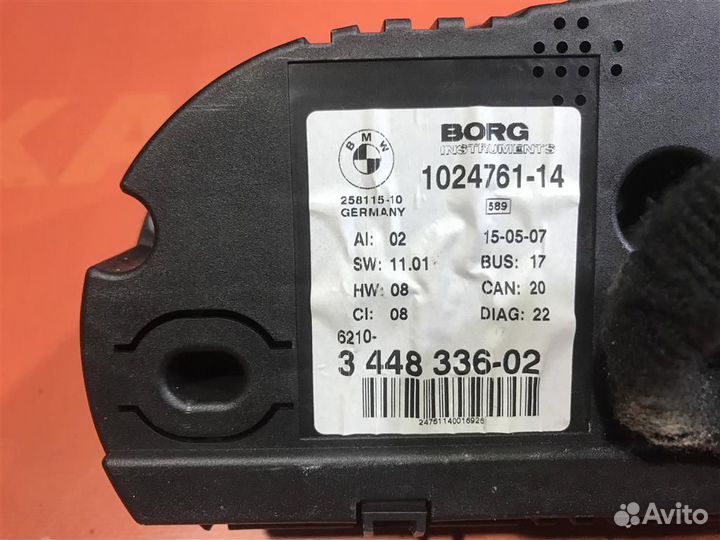 BMW
BORG
INSTRUMENTS
1024761-14
258115-10
GERMANY
589
AI: 02 15-05-07
SW: 11.01 BUS: 17
HW: 08 CAN: 20
CI: 08 DIAG: 22
6210-
3 448 336-02
24761140016925
Avito